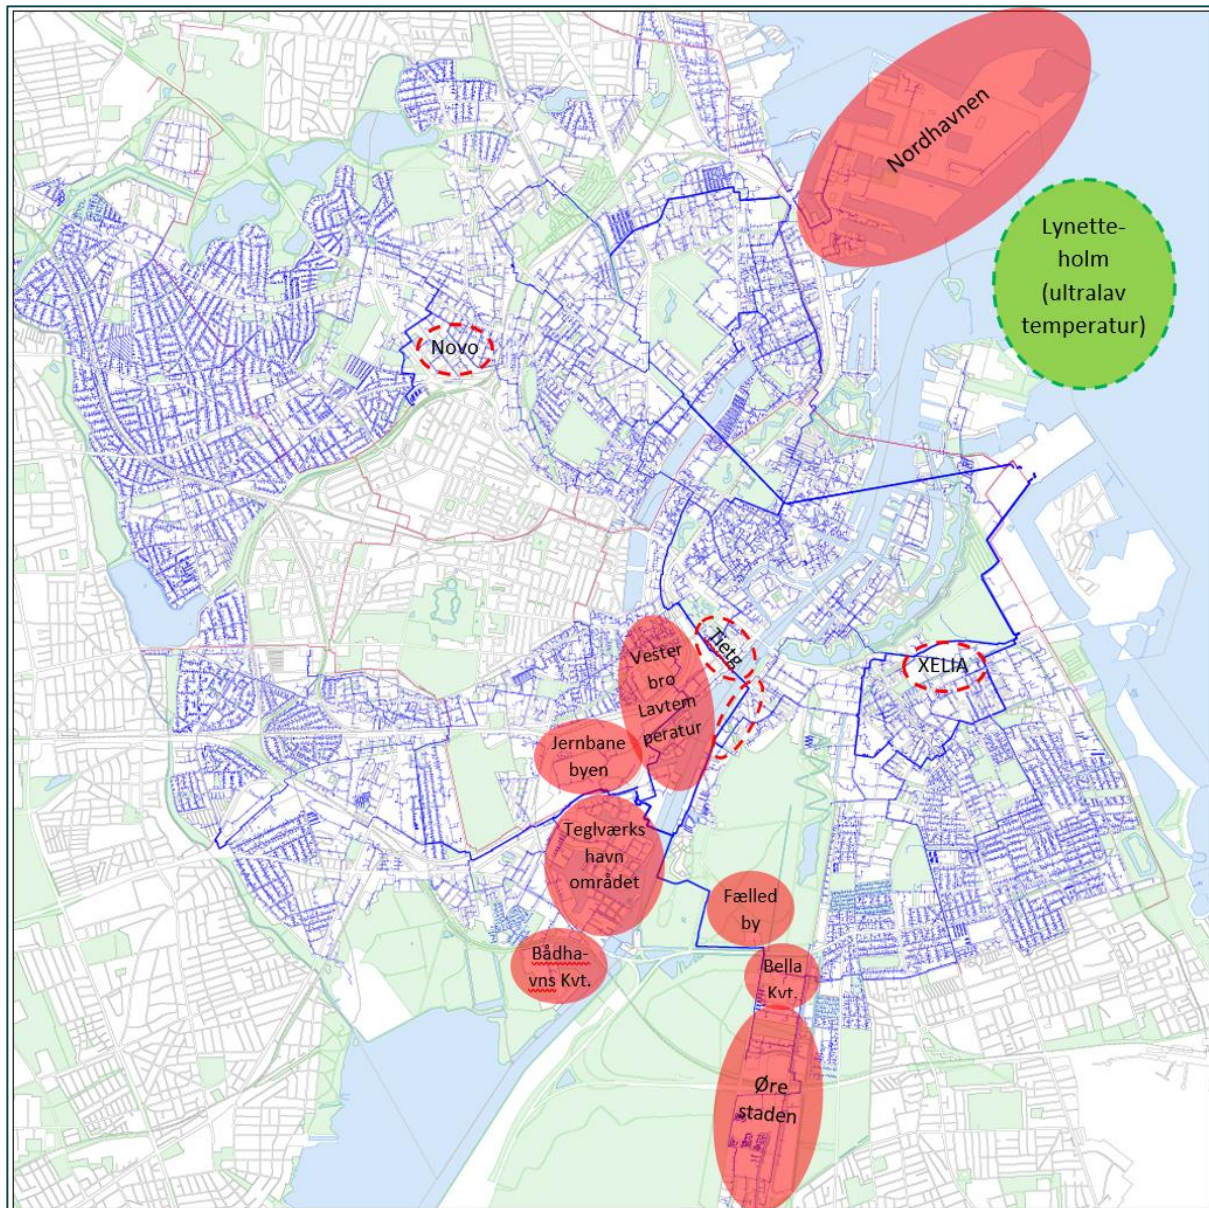 Nordhavnen
Lynette-
holm
(ultralav
temperatur)
Novo
Tietg
XELIA
Vester
bro
Lavtem
peratur
Jernbane
byen
Teglværks
havn
området
Fælled
by
Bådha-
vns Kvt.
Bella
Kvt.
Øre
staden